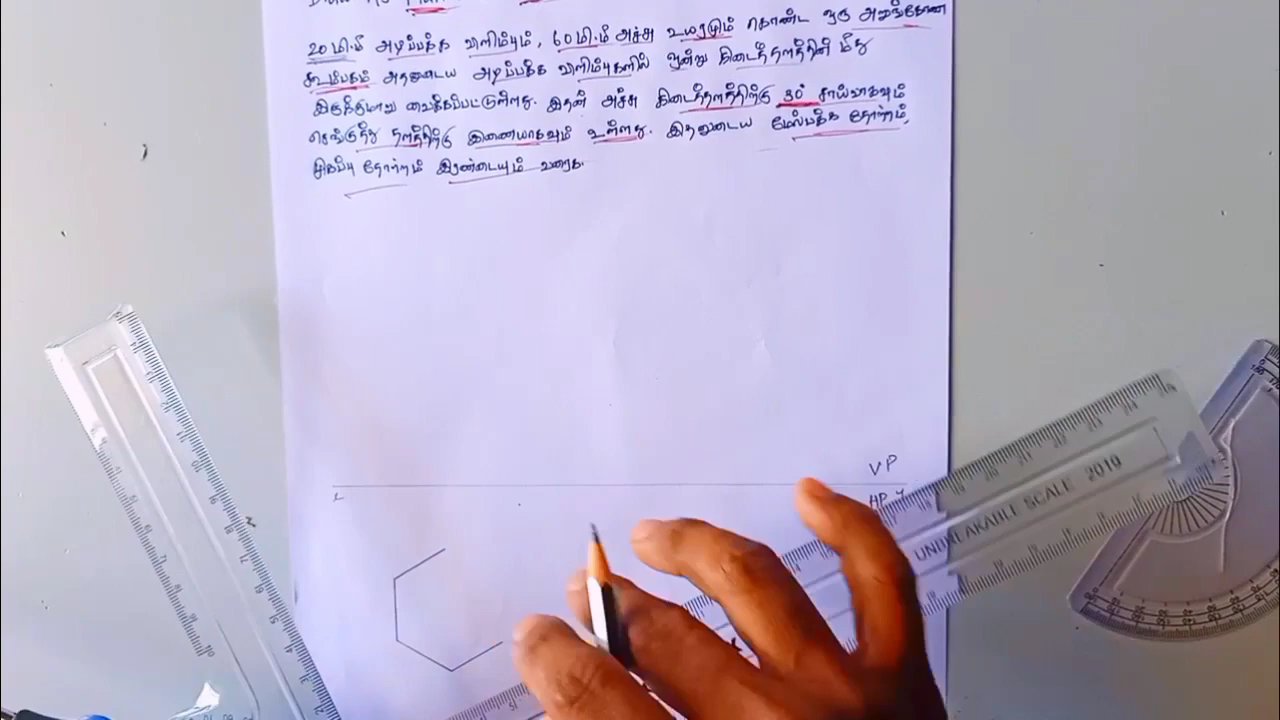 20 மி.மீ அடிப்பக்க விளிம்பும், 60 மி.மீ அச்சு உயரமும் கொண்ட ஒரு அறுங்கோண
கூம்பகம் அதனுடைய அடிப்பக்க விளிம்புகளில் ஒன்று கிடைத்தளத்தின் மீது
இருக்குமாறு வைக்கப்பட்டுள்ளது. இதன் அச்சு கிடைத்தளத்திற்கு 30° சாய்வாகவும்
செங்குத்து தளத்திற்கு இணையாகவும் உள்ளது. இதனுடைய மேல்பக்க தோற்றம்,
முகப்பு தோற்றம் இரண்டையும் வரைக.
VP
HP Y
UNBREAKABLE SCALE 2019